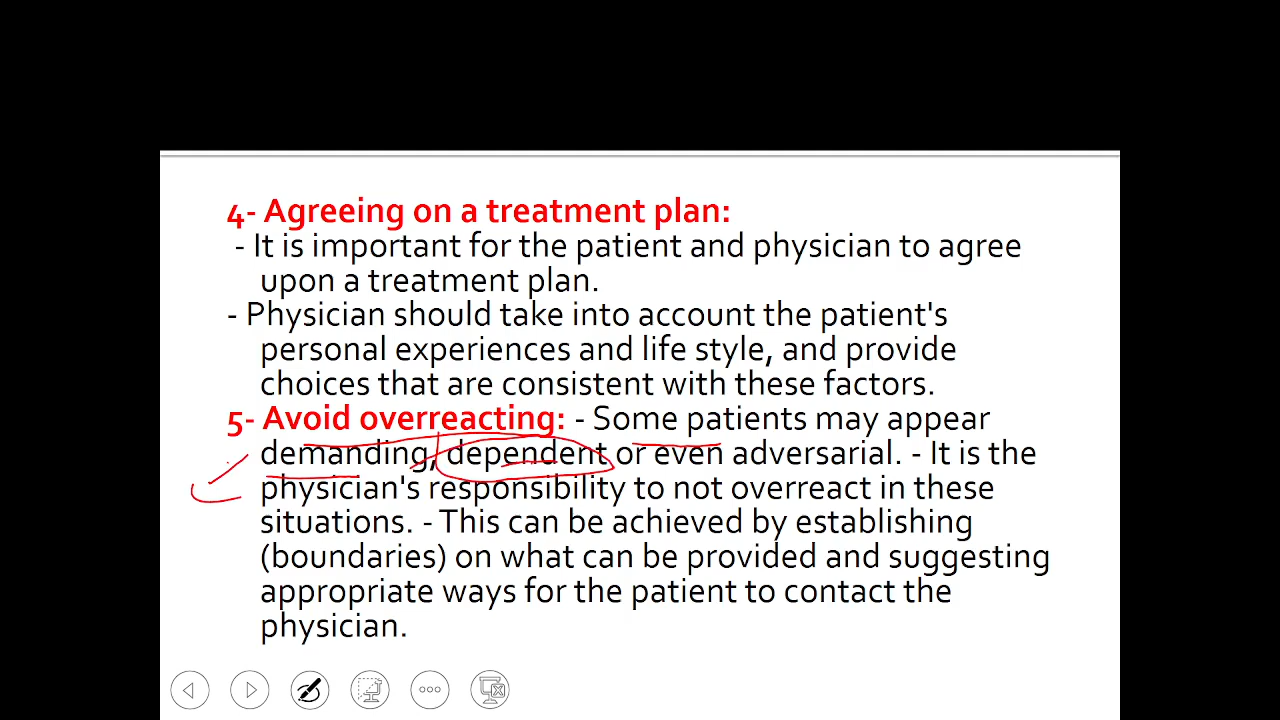 4- Agreeing on a treatment plan:
- It is important for the patient and physician to agree
upon a treatment plan.
- Physician should take into account the patient's
personal experiences and life style, and provide
choices that are consistent with these factors.
5- Avoid overreacting: - Some patients may appear
demanding, dependent or even adversarial. - It is the
physician's responsibility to not overreact in these
situations. - This can be achieved by establishing
(boundaries) on what can be provided and suggesting
appropriate ways for the patient to contact the
physician.